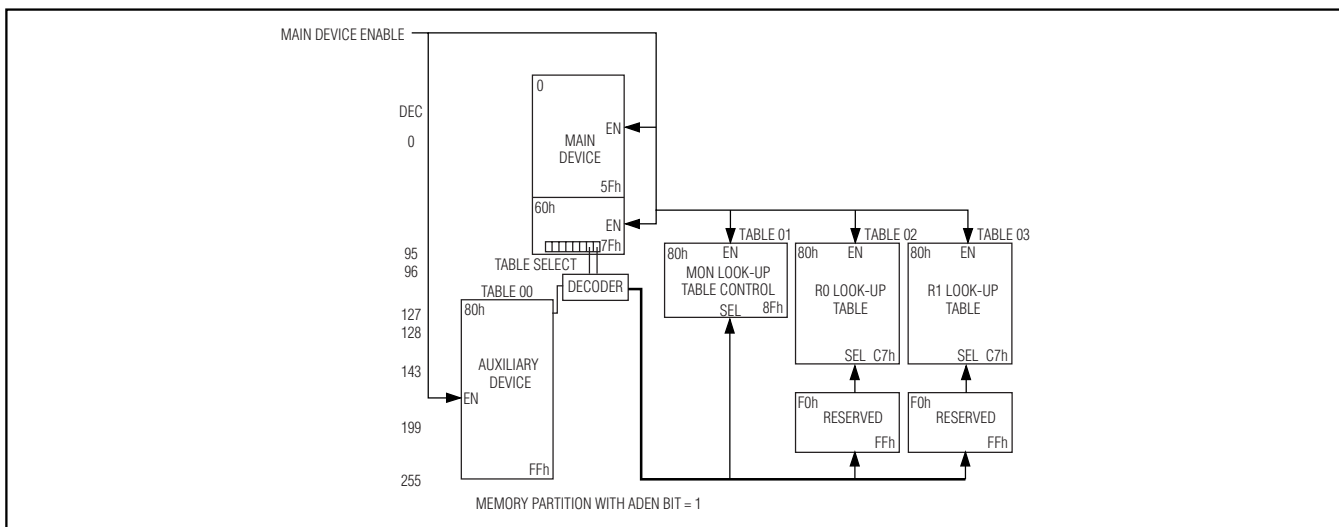 MAIN DEVICE ENABLE
DEC
0
95
96
127
128
143
199
255
0
EN
MAIN
DEVICE
5Fh
60h
EN
7Fh
TABLE SELECT
DECODER
TABLE 00
80h
AUXILIARY
DEVICE
EN
FFh
TABLE 01
80h
EN
MON LOOK-UP
TABLE CONTROL
SEL
8Fh
TABLE 02
80h
EN
R0 LOOK-UP
TABLE
SEL C7h
F0h
RESERVED
FFh
TABLE 03
80h
EN
R1 LOOK-UP
TABLE
SEL C7h
F0h
RESERVED
FFh
MEMORY PARTITION WITH ADEN BIT = 1